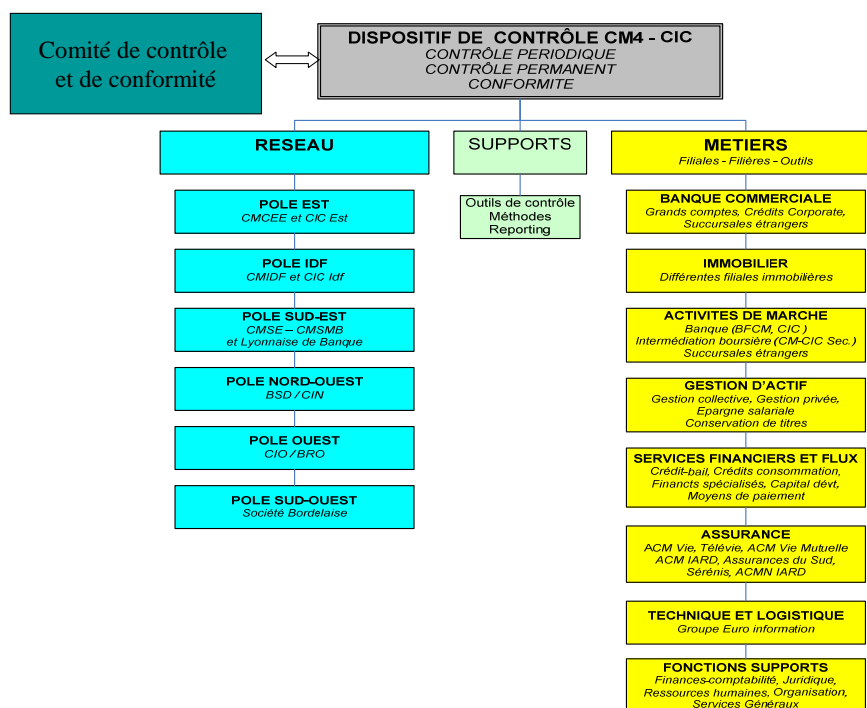 Comité de contrôle
et de conformité
DISPOSITIF DE CONTRÔLE CM4 - CIC
CONTRÔLE PERIODIQUE
CONTRÔLE PERMANENT
CONFORMITE
RESEAU
POLE EST
CMCEE et CIC Est
POLE IDF
CMIDF et CIC Idf
POLE SUD-EST
CMSE – CMSMB
et Lyonnaise de Banque
POLE NORD-OUEST
BSD / CIN
POLE OUEST
CIO / BRO
POLE SUD-OUEST
Société Bordelaise
SUPPORTS
Outils de contrôle
Méthodes
Reporting
METIERS
Filiales - Filières - Outils
BANQUE COMMERCIALE
Grands comptes, Crédits Corporate,
Succursales étrangers
IMMOBILIER
Différentes filiales immobilières
ACTIVITES DE MARCHE
Banque (BFCM, CIC )
Intermédiation boursière (CM-CIC Sec.)
Succursales étrangers
GESTION D'ACTIF
Gestion collective, Gestion privée,
Epargne salariale
Conservation de titres
SERVICES FINANCIERS ET FLUX
Crédit-bail, Crédits consommation,
Financts spécialisés, Capital dévt,
Moyens de paiement
ASSURANCE
ACM Vie, Télévie, ACM Vie Mutuelle
ACM IARD, Assurances du Sud,
Sérénis, ACMN IARD
TECHNIQUE ET LOGISTIQUE
Groupe Euro information
FONCTIONS SUPPORTS
Finances-comptabilité, Juridique,
Ressources humaines, Organisation,
Services Généraux